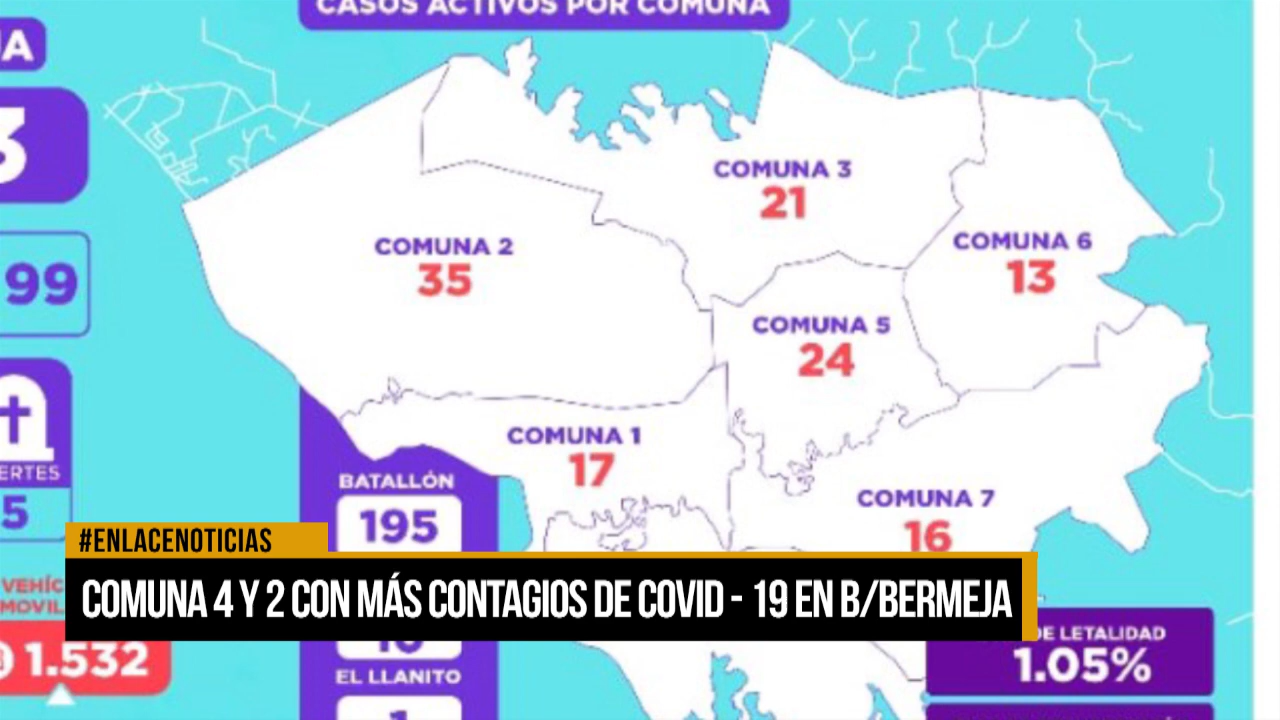 CASOS ACTIVOS POR COMUNA
COMUNA 3
21
COMUNA 2
35
COMUNA 6
13
99
COMUNA 5
24
COMUNA 1
17
BATALLÓN
195
COMUNA 7
16
5
#ENLACENOTICIAS
COMUNA 4 Y 2 CON MÁS CONTAGIOS DE COVID - 19 EN B/BERMEJA
DE LETALIDAD
1.05%
1.532
EL LLANITO